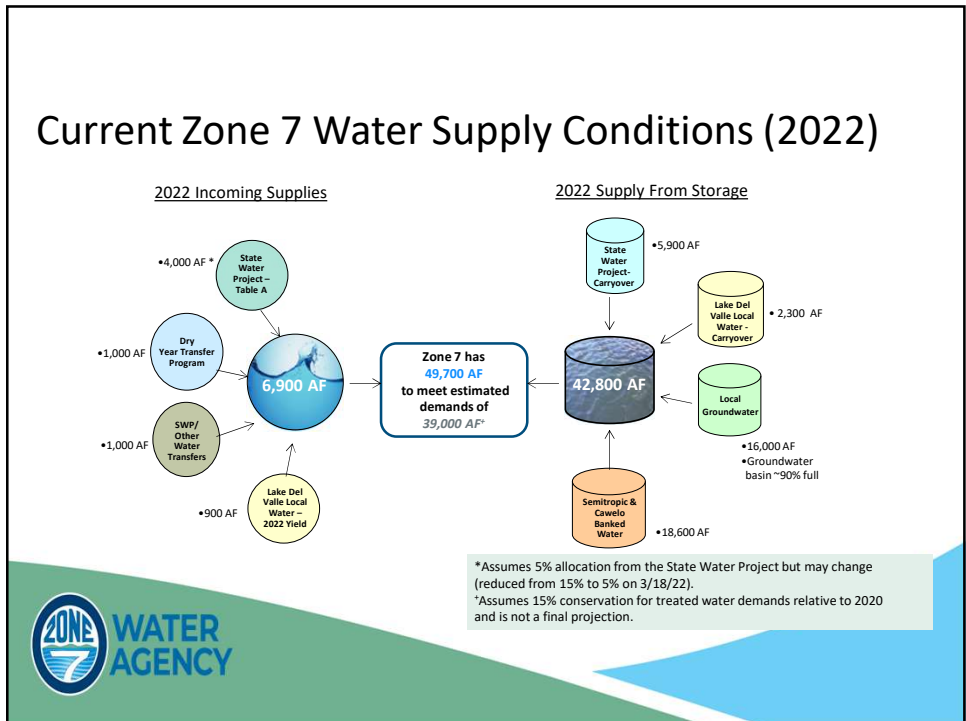 Current Zone 7 Water Supply Conditions (2022)
2022 Incoming Supplies
•4,000 AF *
State
Water
Project –
Table A
•1,000 AF
Dry
Year Transfer
Program
•1,000 AF
SWP/
Other
Water
Transfers
•900 AF
Lake Del
Valle Local
Water –
2022 Yield
6,900 AF
Zone 7 has
49,700 AF
to meet estimated
demands of
39,000 AF⁺
2022 Supply From Storage
State
Water
Project-
Carryover
•5,900 AF
Lake Del
Valle Local
Water -
Carryover
• 2,300 AF
42,800 AF
Local
Groundwater
•16,000 AF
•Groundwater
basin ~90% full
Semitropic &
Cawelo
Banked
Water
•18,600 AF
*Assumes 5% allocation from the State Water Project but may change
(reduced from 15% to 5% on 3/18/22).
⁺Assumes 15% conservation for treated water demands relative to 2020
and is not a final projection.
ZONE
7
WATER
AGENCY